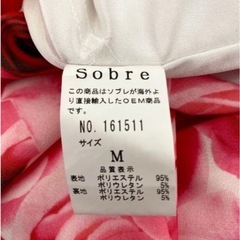 Sobre
この商品はソブレが海外よ
り直接輸入したOEM商品で
す。
NO. 161511
サイズ
M
品質表示
表地 ポリエステル 95%
ポリウレタン 5%
裏地 ポリエステル 95%
ポリウレタン 5%